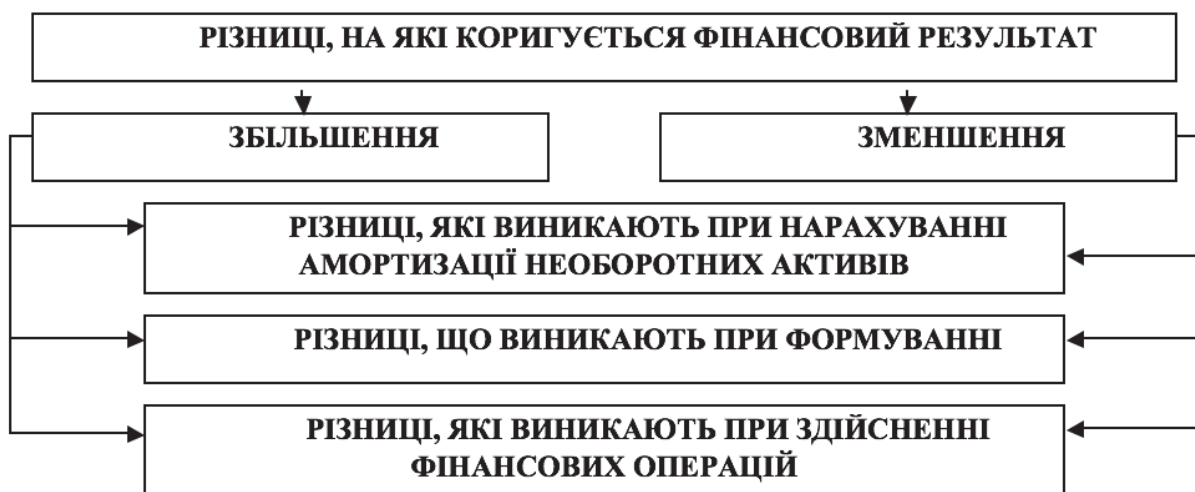 РІЗНИЦІ, НА ЯКІ КОРИГУЄТЬСЯ ФІНАНСОВИЙ РЕЗУЛЬТАТ
ЗБІЛЬШЕННЯ
ЗМЕНШЕННЯ
РІЗНИЦІ, ЯКІ ВИНИКАЮТЬ ПРИ НАРАХУВАННІ
АМОРТИЗАЦІЇ НЕОБОРОТНИХ АКТИВІВ
РІЗНИЦІ, ЩО ВИНИКАЮТЬ ПРИ ФОРМУВАННІ
РІЗНИЦІ, ЯКІ ВИНИКАЮТЬ ПРИ ЗДІЙСНЕННІ
ФІНАНСОВИХ ОПЕРАЦІЙ